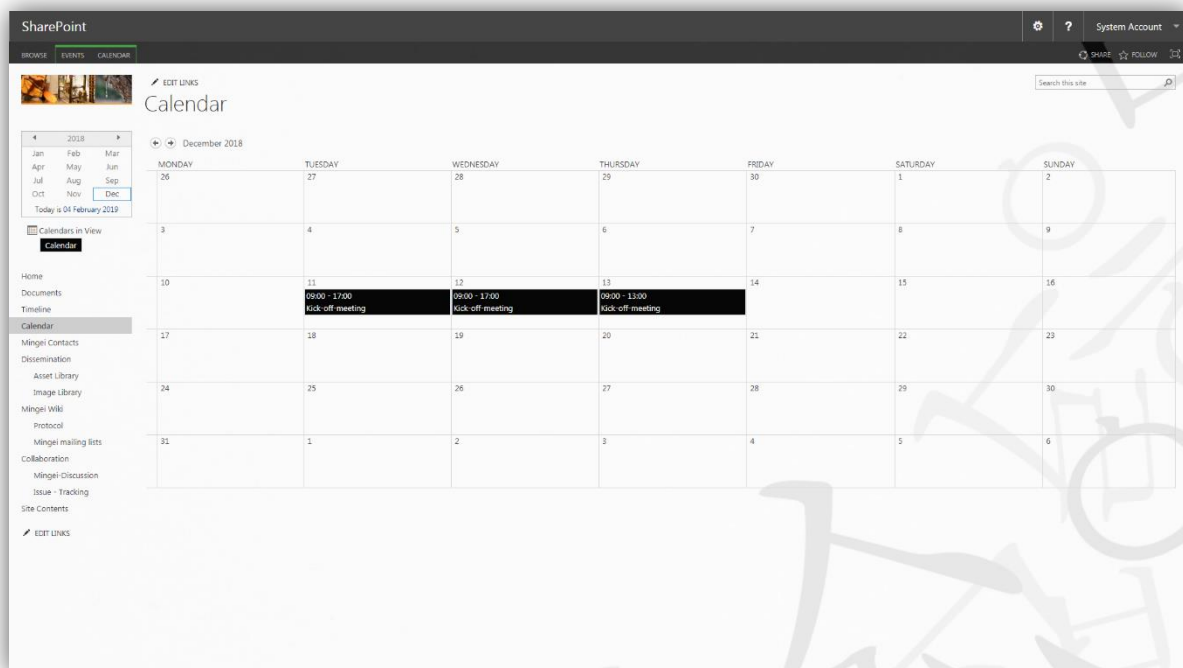 SharePoint
? System Account
BROWSE EVENTS CALENDAR
SHARE FOLLOW
EDIT LINKS
Search this site
Calendar
2018
Jan Feb Mar
Apr May Jun
Jul Aug Sep
Oct Nov Dec
Today is 04 February 2019
Calendars in View
Calendar
Home
Documents
Timeline
Calendar
Mingei Contacts
Dissemination
Asset Library
Image Library
Mingei Wiki
Protocol
Mingei mailing lists
Collaboration
Mingei-Discussion
Issue - Tracking
Site Contents
EDIT LINKS
December 2018
MONDAY TUESDAY WEDNESDAY THURSDAY FRIDAY SATURDAY SUNDAY
26 27 28 29 30 1 2
3 4 5 6 7 8 9
10 11 12 13 14 15 16
09:00 - 17:00 09:00 - 17:00 09:00 - 13:00
Kick-off-meeting Kick-off-meeting Kick-off-meeting
17 18 19 20 21 22 23
24 25 26 27 28 29 30
31 1 2 3 4 5 6